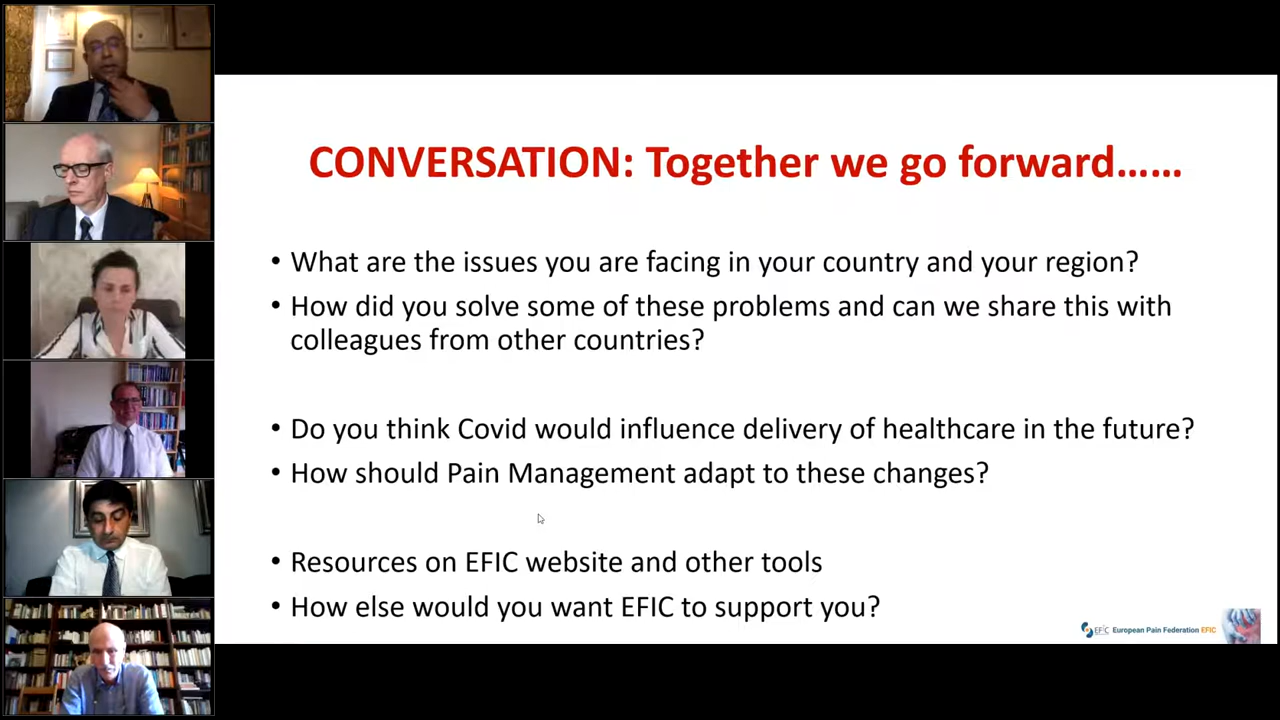 CONVERSATION: Together we go forward......
• What are the issues you are facing in your country and your region?
• How did you solve some of these problems and can we share this with
colleagues from other countries?
• Do you think Covid would influence delivery of healthcare in the future?
• How should Pain Management adapt to these changes?
• Resources on EFIC website and other tools
• How else would you want EFIC to support you?
EFIC European Pain Federation EFIC